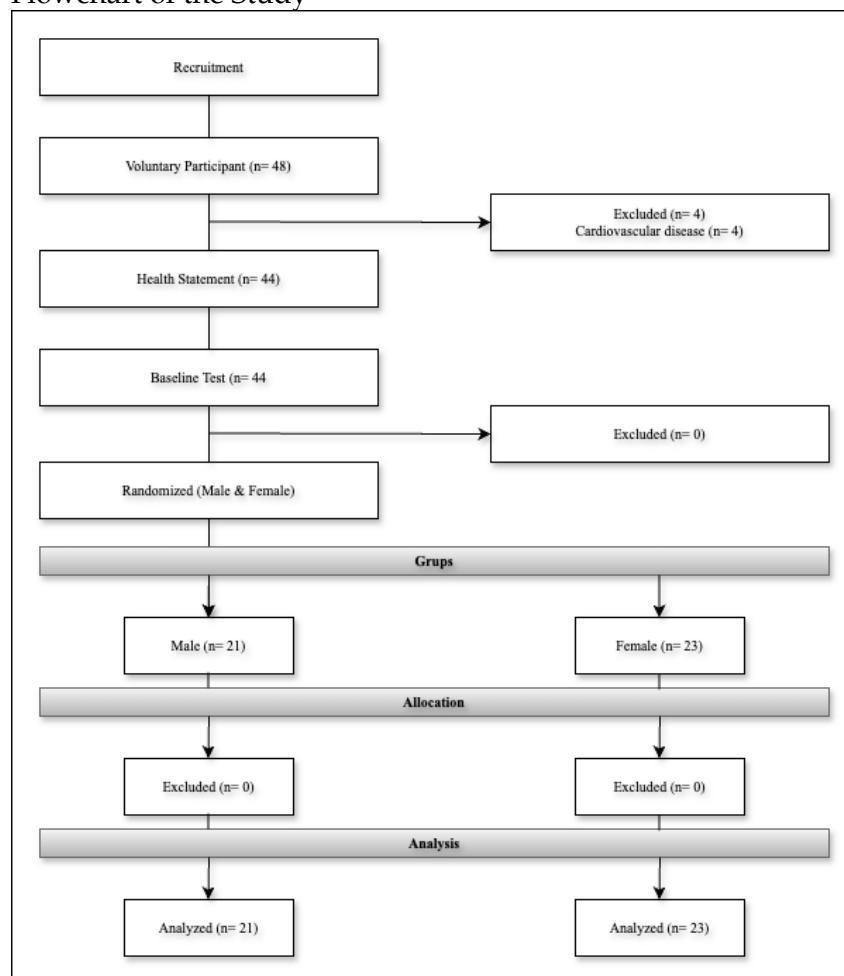 Flowchart of the Study
Recruitment
Voluntary Participant (n= 48)
Excluded (n= 4)
Cardiovascular disease (n= 4)
Health Statement (n= 44)
Baseline Test (n= 44
Excluded (n= 0)
Randomized (Male & Female)
Grups
Male (n= 21)
Female (n= 23)
Allocation
Excluded (n= 0)
Excluded (n= 0)
Analysis
Analyzed (n= 21)
Analyzed (n= 23)